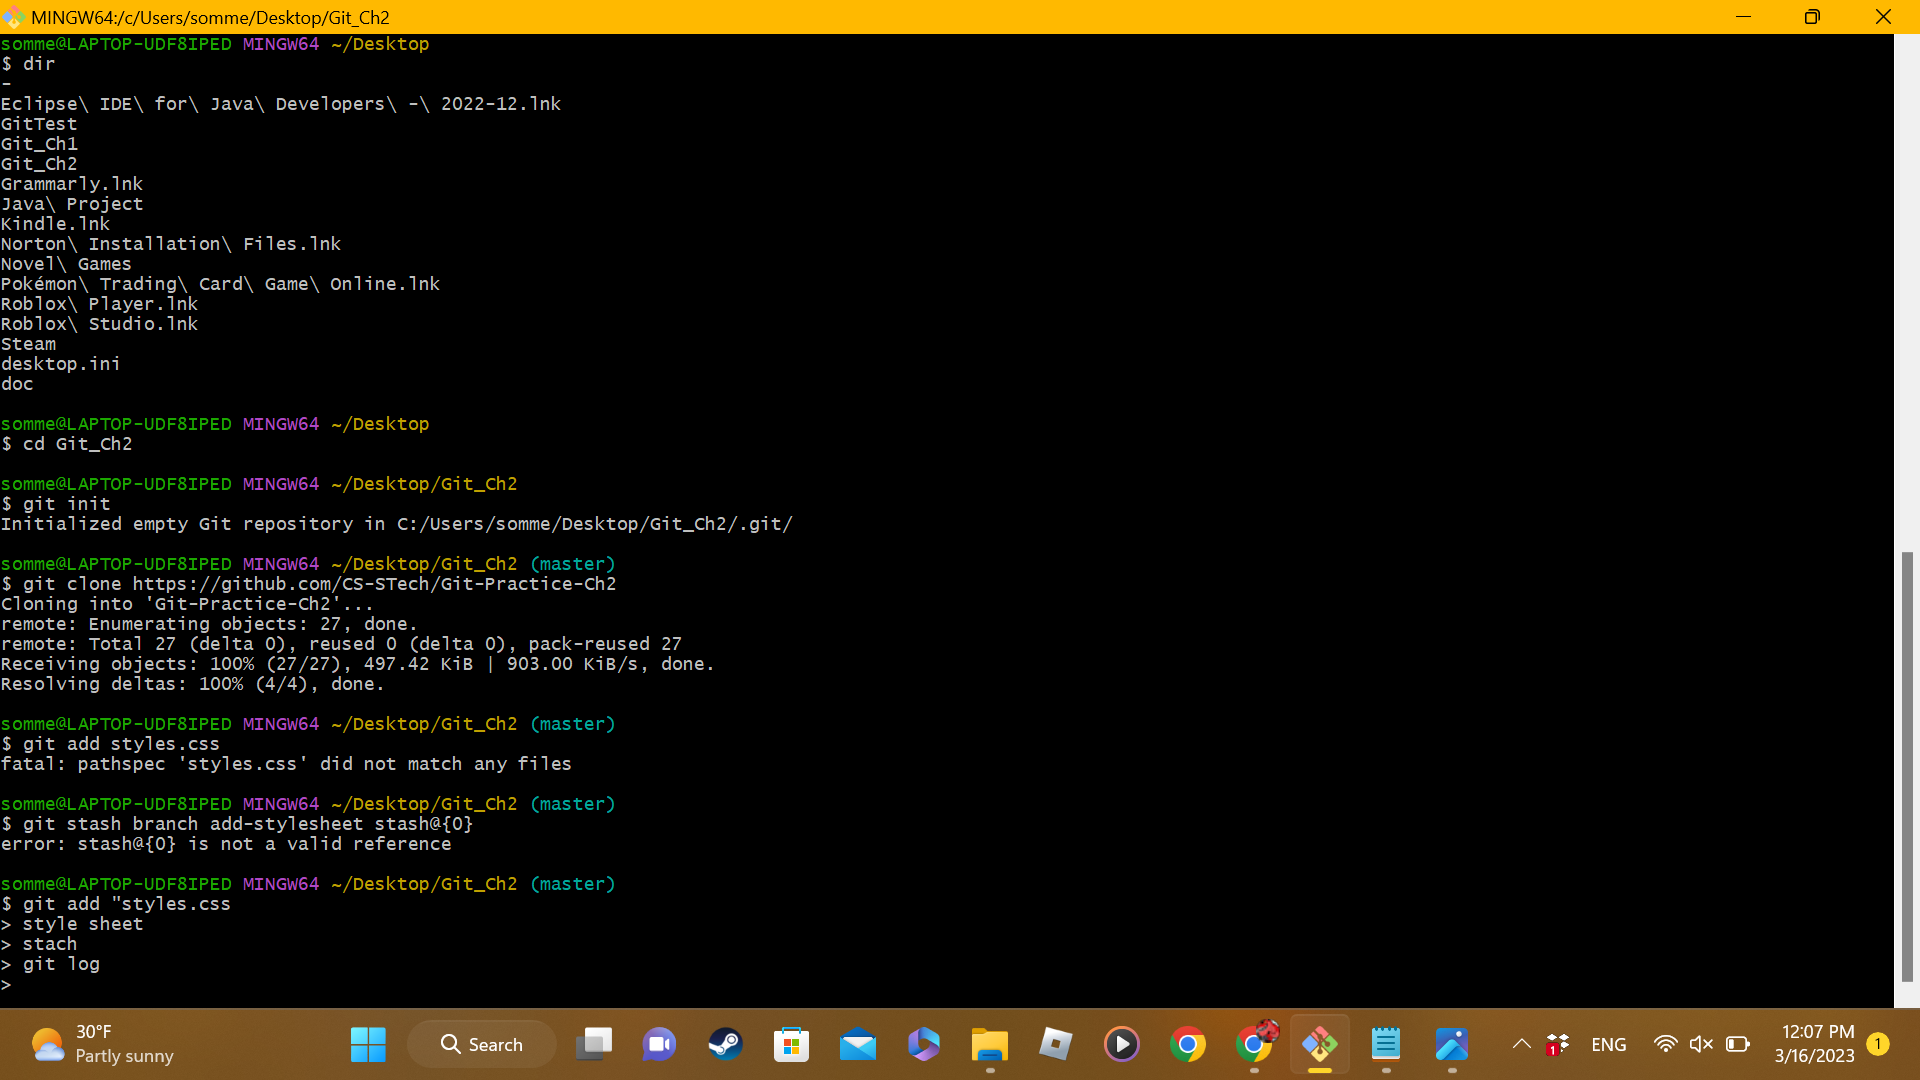 MINGW64:/c/Users/somme/Desktop/Git_Ch2
somme@LAPTOP-UDF8IPED MINGW64 ~/Desktop
$ dir
-
Eclipse\ IDE\ for\ Java\ Developers\ -\ 2022-12.lnk
GitTest
Git_Ch1
Git_Ch2
Grammarly.lnk
Java\ Project
Kindle.lnk
Norton\ Installation\ Files.lnk
Novel\ Games
Pokémon\ Trading\ Card\ Game\ Online.lnk
Roblox\ Player.lnk
Roblox\ Studio.lnk
Steam
desktop.ini
doc
somme@LAPTOP-UDF8IPED MINGW64 ~/Desktop
$ cd Git_Ch2
somme@LAPTOP-UDF8IPED MINGW64 ~/Desktop/Git_Ch2
$ git init
Initialized empty Git repository in C:/Users/somme/Desktop/Git_Ch2/.git/
somme@LAPTOP-UDF8IPED MINGW64 ~/Desktop/Git_Ch2 (master)
$ git clone https://github.com/CS-STech/Git-Practice-Ch2
Cloning into 'Git-Practice-Ch2'...
remote: Enumerating objects: 27, done.
remote: Total 27 (delta 0), reused 0 (delta 0), pack-reused 27
Receiving objects: 100% (27/27), 497.42 KiB | 903.00 KiB/s, done.
Resolving deltas: 100% (4/4), done.
somme@LAPTOP-UDF8IPED MINGW64 ~/Desktop/Git_Ch2 (master)
$ git add styles.css
fatal: pathspec 'styles.css' did not match any files
somme@LAPTOP-UDF8IPED MINGW64 ~/Desktop/Git_Ch2 (master)
$ git stash branch add-stylesheet stash@{0}
error: stash@{0} is not a valid reference
somme@LAPTOP-UDF8IPED MINGW64 ~/Desktop/Git_Ch2 (master)
$ git add "styles.css
> style sheet
> stach
> git log
>
30°F
Partly sunny
Search
1
ENG
12:07 PM
3/16/2023
1